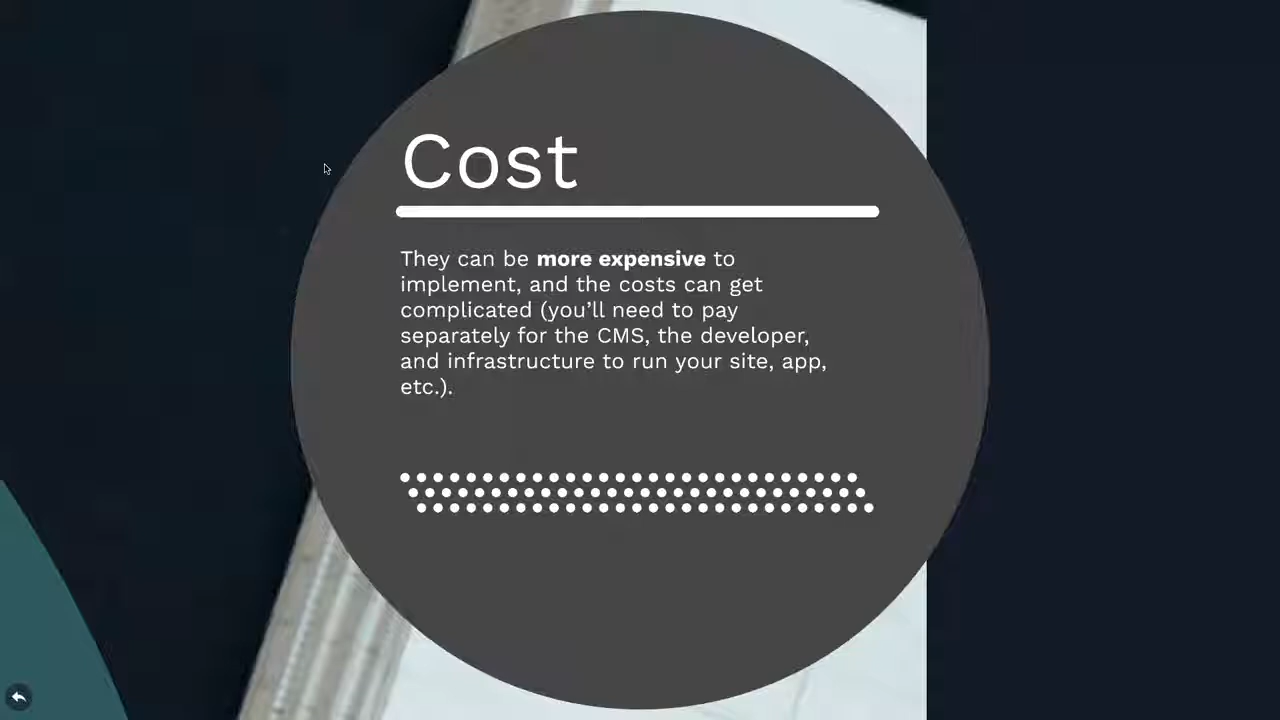 Cost
They can be more expensive to
implement, and the costs can get
complicated (you’ll need to pay
separately for the CMS, the developer,
and infrastructure to run your site, app,
etc.).